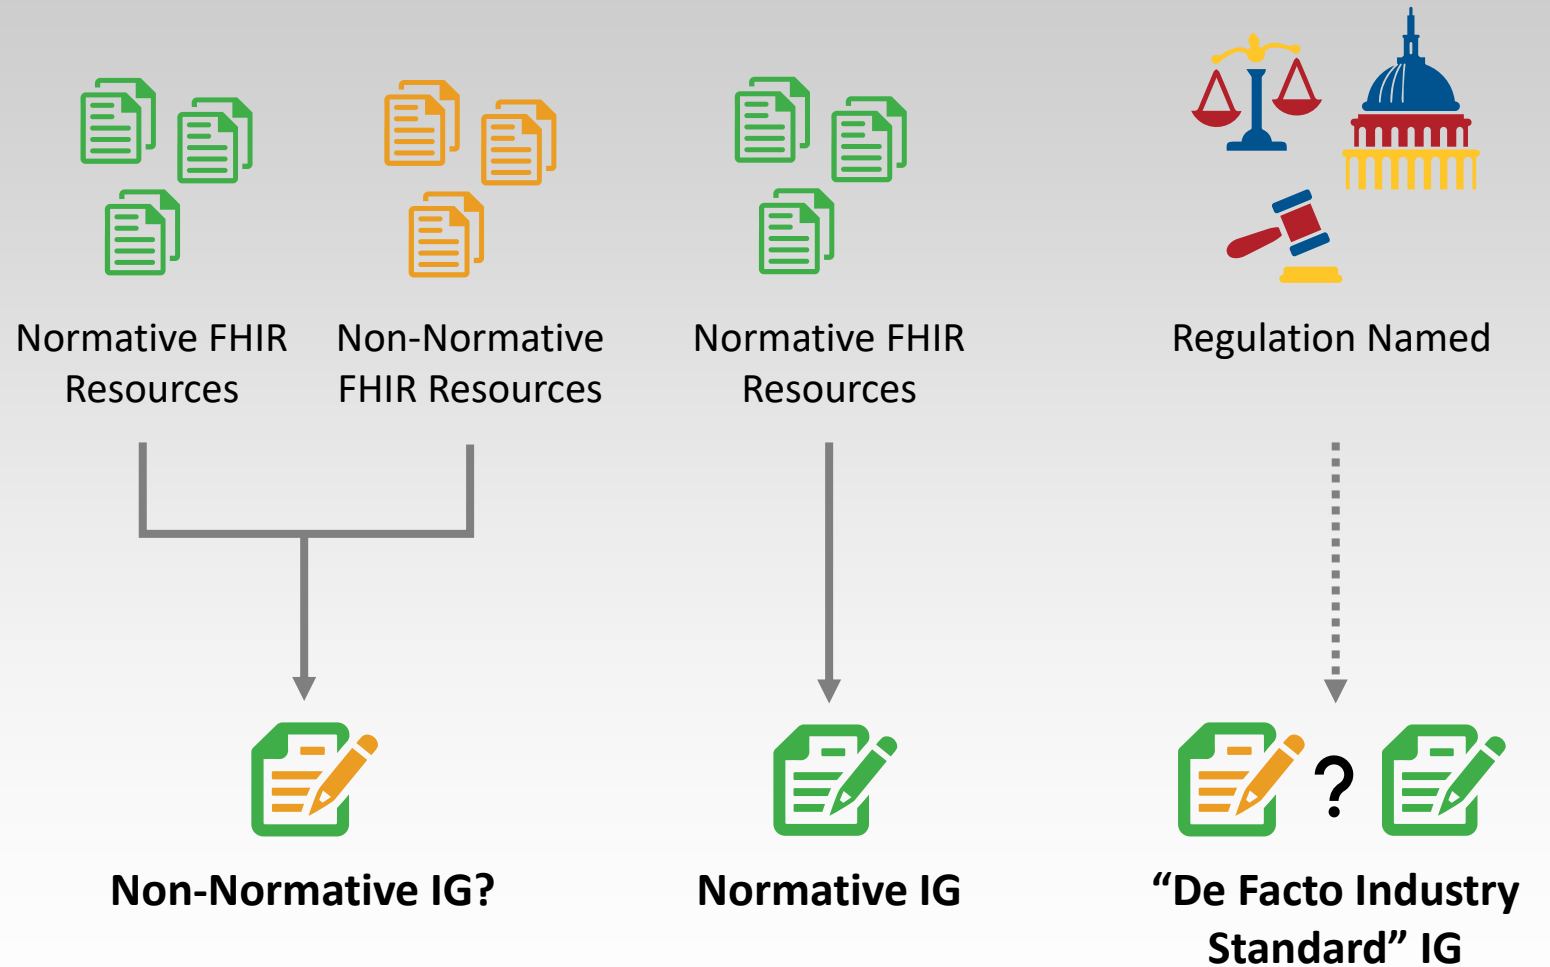 Normative FHIR
Resources
Non-Normative
FHIR Resources
Normative FHIR
Resources
Regulation Named
?
Non-Normative IG?
Normative IG
“De Facto Industry
Standard” IG